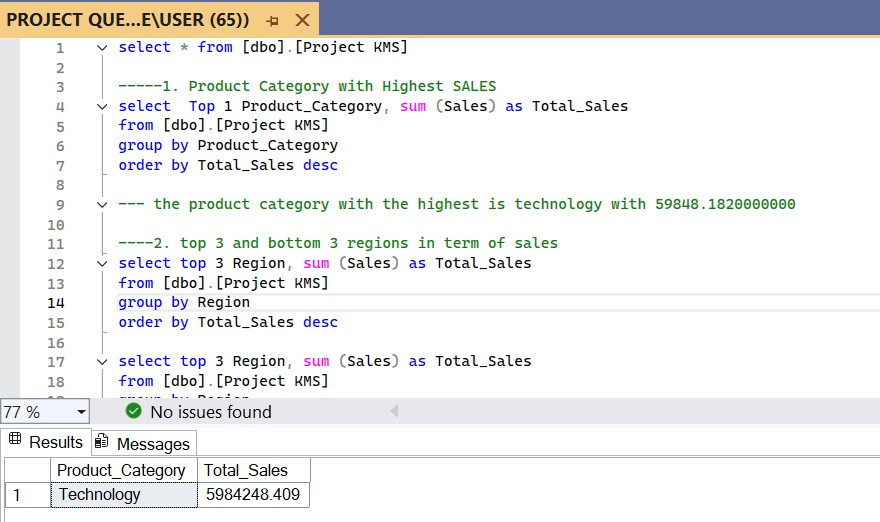 PROJECT QUE...E\USER (65))
1 select * from [dbo].[Project KMS]
2
3 -----1. Product Category with Highest SALES
4 select  Top 1 Product_Category, sum (Sales) as Total_Sales
5 from [dbo].[Project KMS]
6 group by Product_Category
7 order by Total_Sales desc
8
9 --- the product category with the highest is technology with 59848.1820000000
10
11 ----2. top 3 and bottom 3 regions in term of sales
12 select top 3 Region, sum (Sales) as Total_Sales
13 from [dbo].[Project KMS]
14 group by Region
15 order by Total_Sales desc
16
17 select top 3 Region, sum (Sales) as Total_Sales
18 from [dbo].[Project KMS]
77 % No issues found
Results Messages
Product_Category Total_Sales
1 Technology 5984248.409